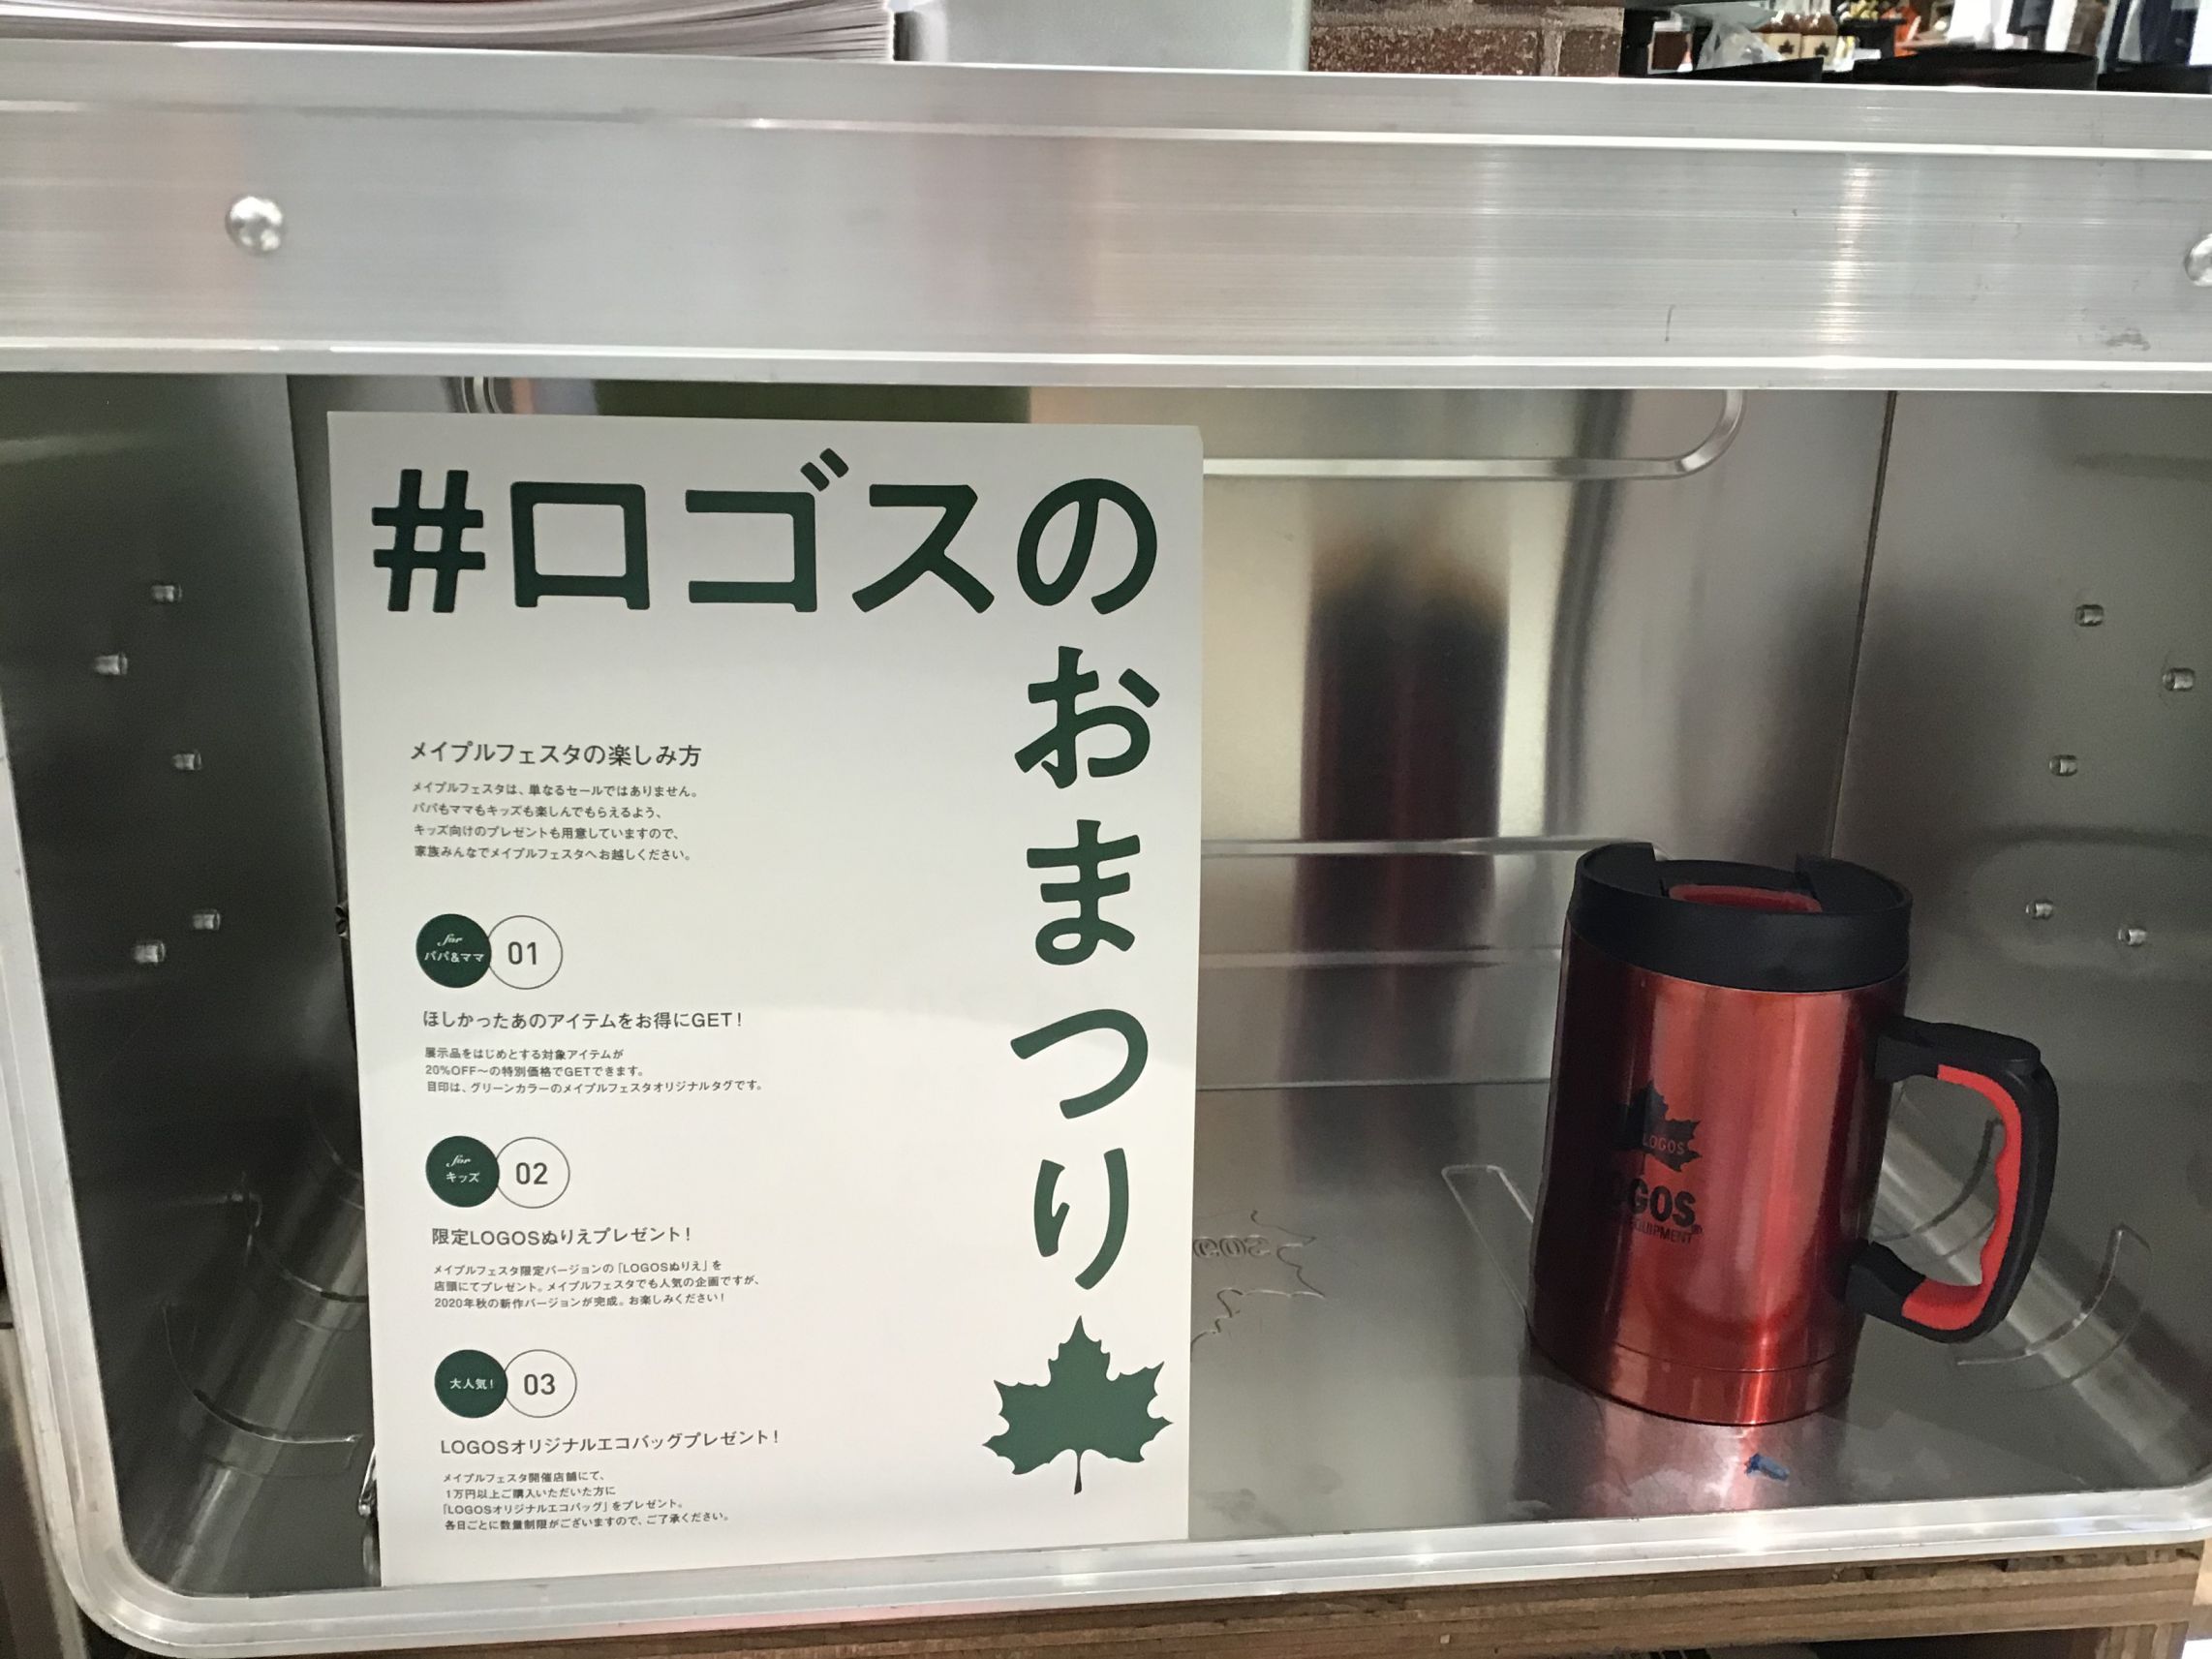 #ロゴスの
おまつり
メイプルフェスタの楽しみ方
メイプルフェスタは、単なるセールではありません。
パパもママもキッズも楽しんでもらえるよう、
キッズ向けのプレゼントも用意していますので、
家族みんなでメイプルフェスタへお越しください。
for
パパ&ママ
01
ほしかったあのアイテムをお得にGET!
展示品をはじめとする対象アイテムが
20%OFF〜の特別価格でGETできます。
目印は、グリーンカラーのメイプルフェスタオリジナルタグです。
for
キッズ
02
限定LOGOSぬりえプレゼント!
メイプルフェスタ限定バージョンの「LOGOSぬりえ」を
店頭にてプレゼント。メイプルフェスタでも人気の企画ですが、
2020年秋の新作バージョンが完成。お楽しみください!
大人気!
03
LOGOSオリジナルエコバッグプレゼント!
メイプルフェスタ開催店舗にて、
1万円以上ご購入いただいた方に
「LOGOSオリジナルエコバッグ」をプレゼント。
各日ごとに数量制限がございますので、ご了承ください。
LOGOS
LOGOS
EQUIPMENT